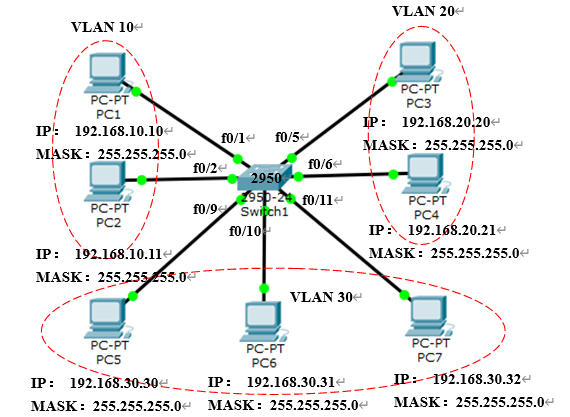 VLAN 10
VLAN 20
PC-PT
PC1
PC-PT
PC3
IP： 192.168.10.10
MASK：255.255.255.0
IP： 192.168.20.20
MASK：255.255.255.0
f0/1
f0/5
f0/2
f0/6
2950
2950-24
Switch1
PC-PT
PC2
PC-PT
PC4
f0/9
f0/10
f0/11
IP： 192.168.10.11
MASK：255.255.255.0
IP： 192.168.20.21
MASK：255.255.255.0
VLAN 30
PC-PT
PC5
PC-PT
PC6
PC-PT
PC7
IP： 192.168.30.30
MASK：255.255.255.0
IP： 192.168.30.31
MASK：255.255.255.0
IP： 192.168.30.32
MASK：255.255.255.0